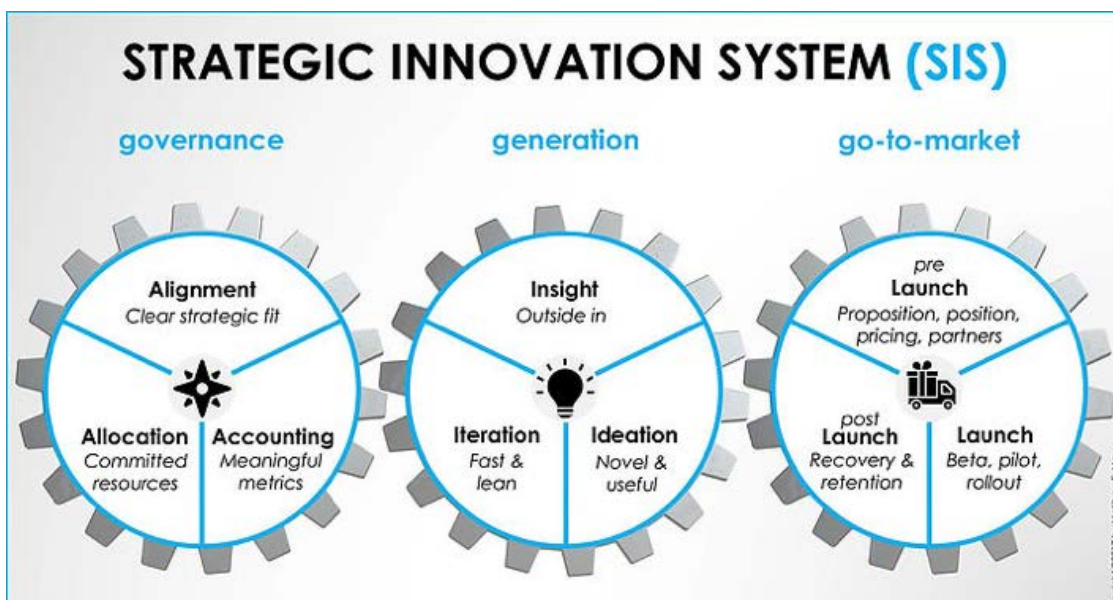 STRATEGIC INNOVATION SYSTEM (SIS)
governance
Alignment
Clear strategic fit
Allocation
Committed
resources
Accounting
Meaningful
metrics
generation
Insight
Outside in
Iteration
Fast &
lean
Ideation
Novel &
useful
go-to-market
pre
Launch
Proposition, position,
pricing, partners
post
Launch
Recovery &
retention
Launch
Beta, pilot,
rollout